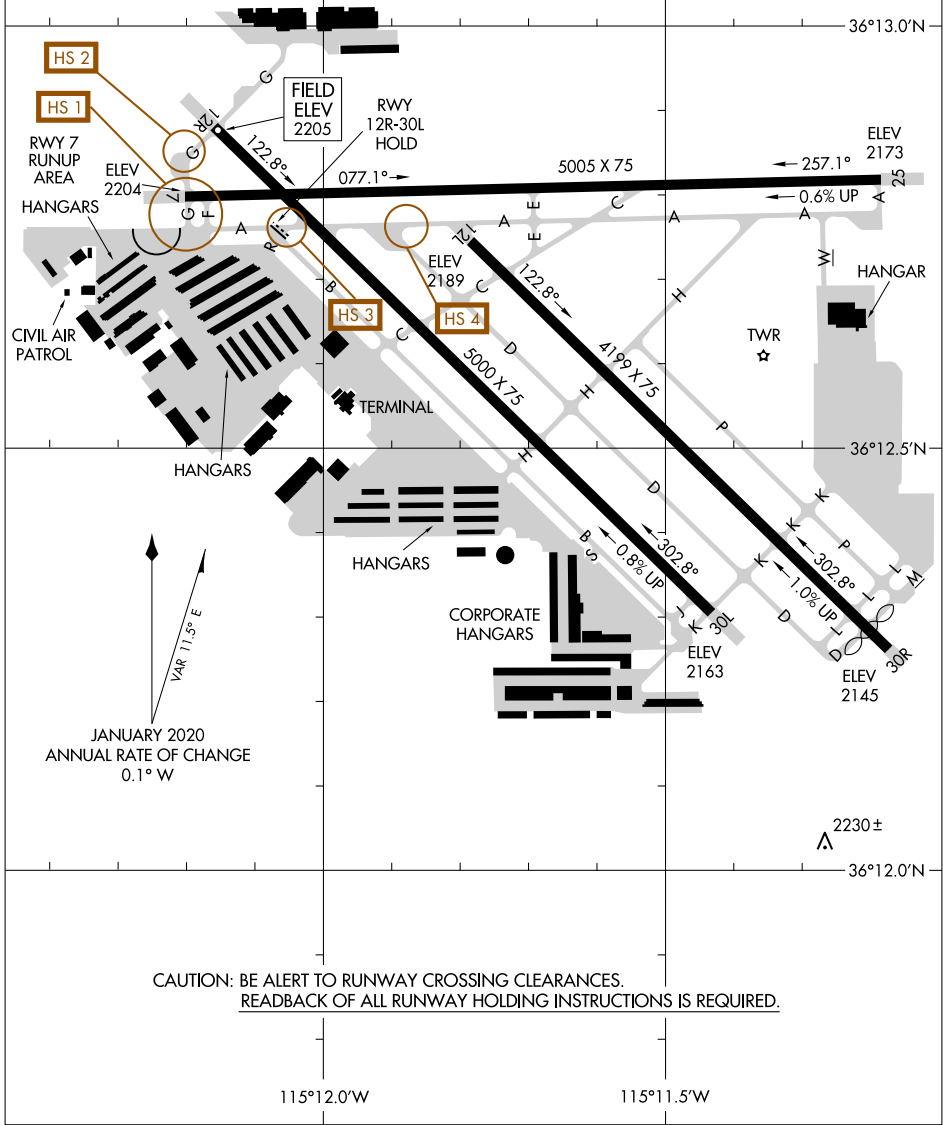 36°13.0'N
HS 2
G
HS 1
FIELD
ELEV
2205
RWY
12R-30L
HOLD
12R
RWY 7
RUNUP
AREA
G
122.8°
5005 X 75
257.1°
ELEV
2173
ELEV
2204
077.1°
25
0.6% UP
HANGARS
7
G
F
A
R
A
E
E
C
A
A
A
12L
W
B
ELEV
2189
C
122.8°
H
HANGAR
HS 3
HS 4
CIVIL AIR
PATROL
C
D
TWR
5000 X 75
4199 X 75
H
TERMINAL
P
36°12.5'N
HANGARS
H
D
K
K
P
HANGARS
B
S
0.8% UP
302.8°
K
302.8°
1.0% UP
L
W
CORPORATE
HANGARS
J
K
30L
D
L
L
D
30R
ELEV
2163
ELEV
2145
VAR 11.5° E
JANUARY 2020
ANNUAL RATE OF CHANGE
0.1° W
2230 ±
36°12.0'N
CAUTION: BE ALERT TO RUNWAY CROSSING CLEARANCES.
READBACK OF ALL RUNWAY HOLDING INSTRUCTIONS IS REQUIRED.
115°12.0'W
115°11.5'W